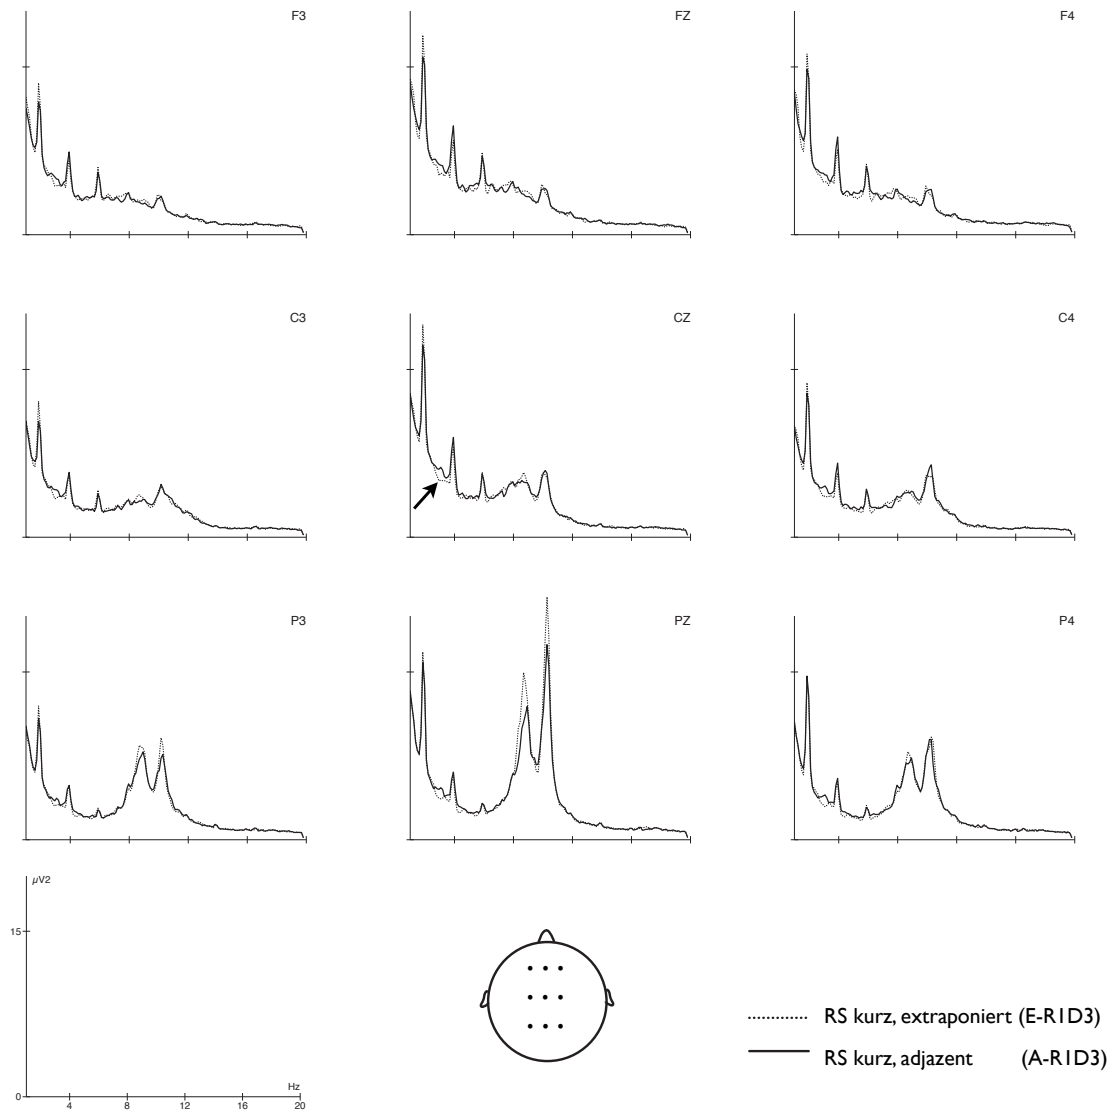 F3 FZ F4
C3 CZ C4
P3 PZ P4
µV2
15
RS kurz, extraponiert (E-R1D3)
RS kurz, adjazent (A-R1D3)
Hz
0
4 8 12 16 20